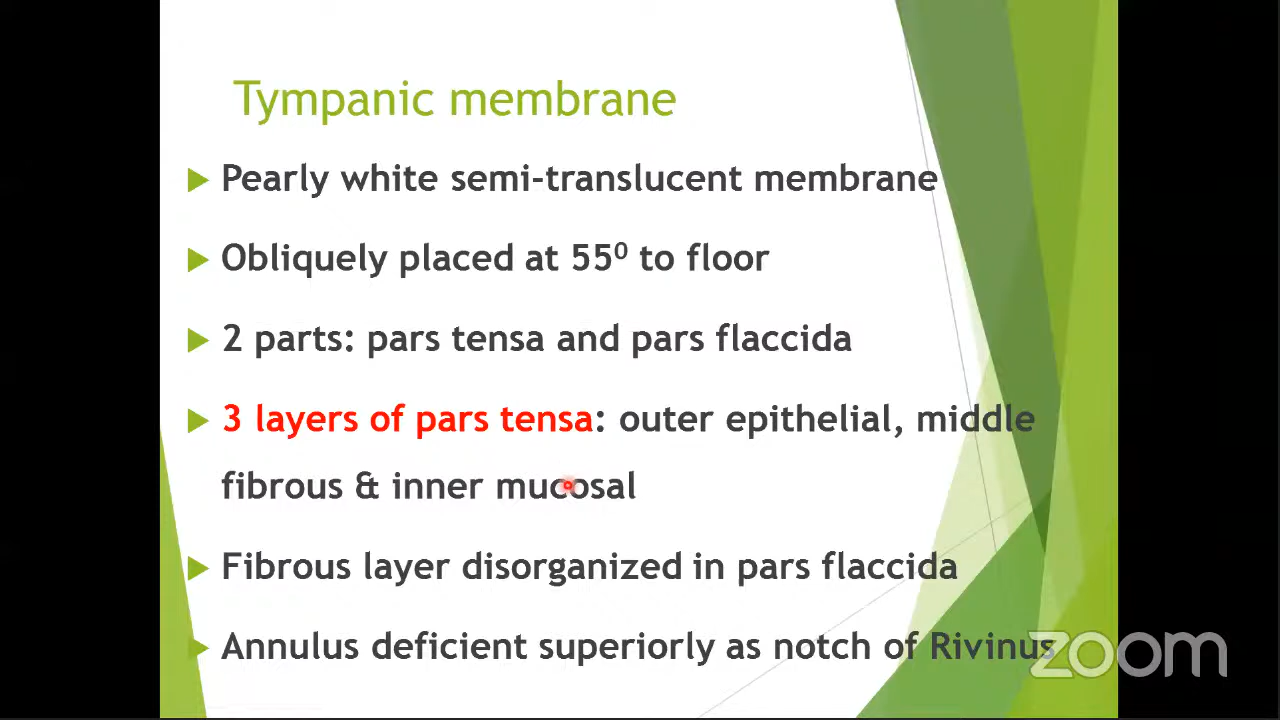 Tympanic membrane
Pearly white semi-translucent membrane
Obliquely placed at 55⁰ to floor
2 parts: pars tensa and pars flaccida
3 layers of pars tensa: outer epithelial, middle
fibrous & inner mucosal
Fibrous layer disorganized in pars flaccida
Annulus deficient superiorly as notch of Rivinus
zoom